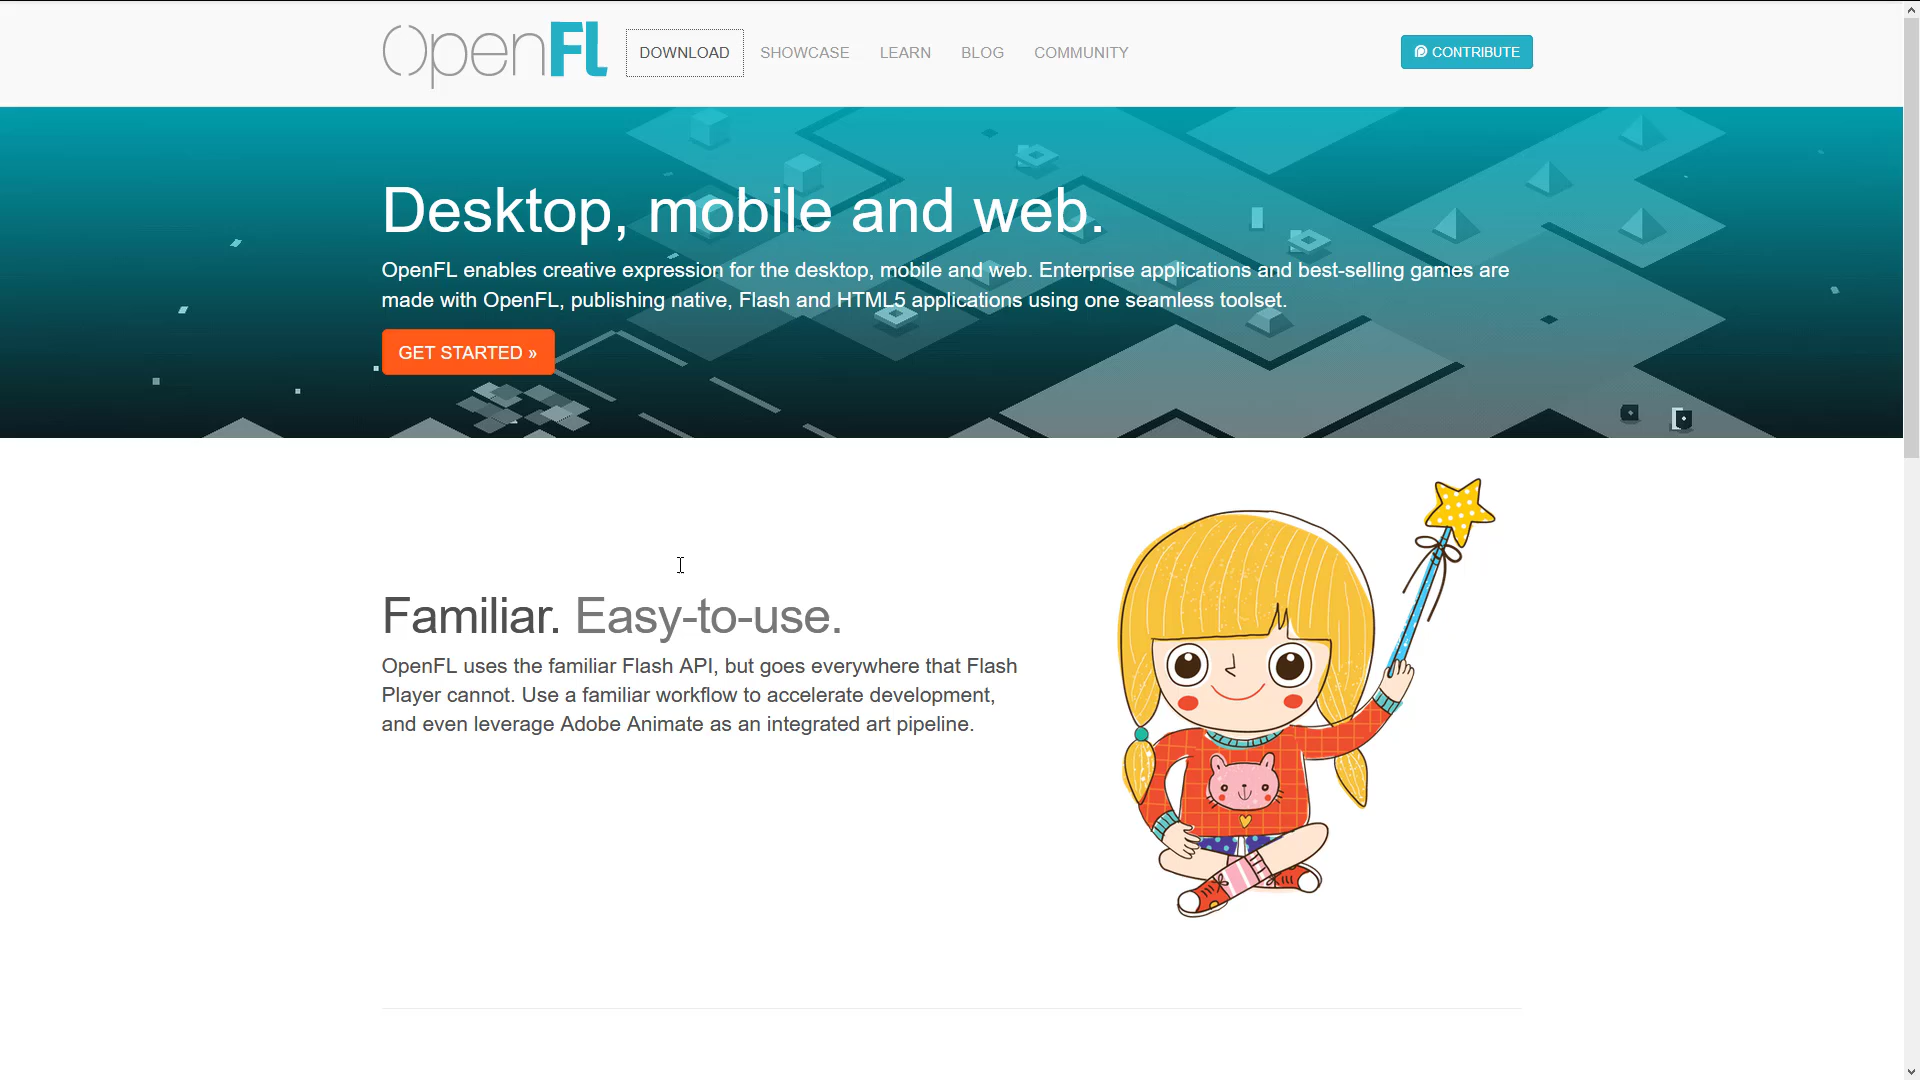 OpenFL DOWNLOAD SHOWCASE LEARN BLOG COMMUNITY CONTRIBUTE
Desktop, mobile and web.
OpenFL enables creative expression for the desktop, mobile and web. Enterprise applications and best-selling games are
made with OpenFL, publishing native, Flash and HTML5 applications using one seamless toolset.
GET STARTED »
Familiar. Easy-to-use.
OpenFL uses the familiar Flash API, but goes everywhere that Flash
Player cannot. Use a familiar workflow to accelerate development,
and even leverage Adobe Animate as an integrated art pipeline.